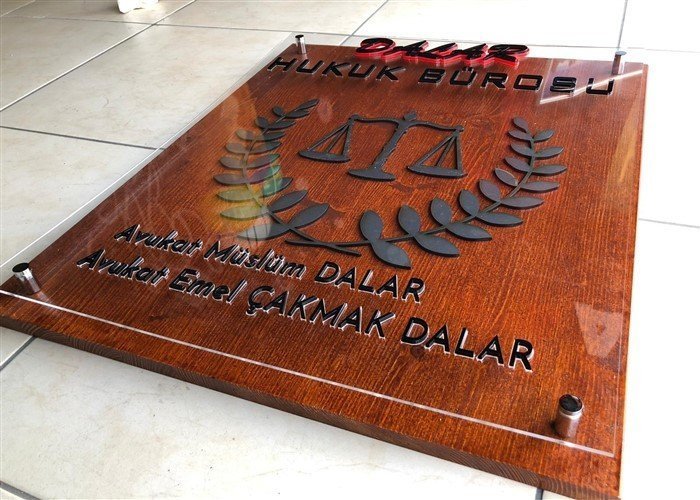 DALAR
HUKUK BÜROSU
Avukat Müslüm DALAR
Avukat Emel ÇAKMAK DALAR